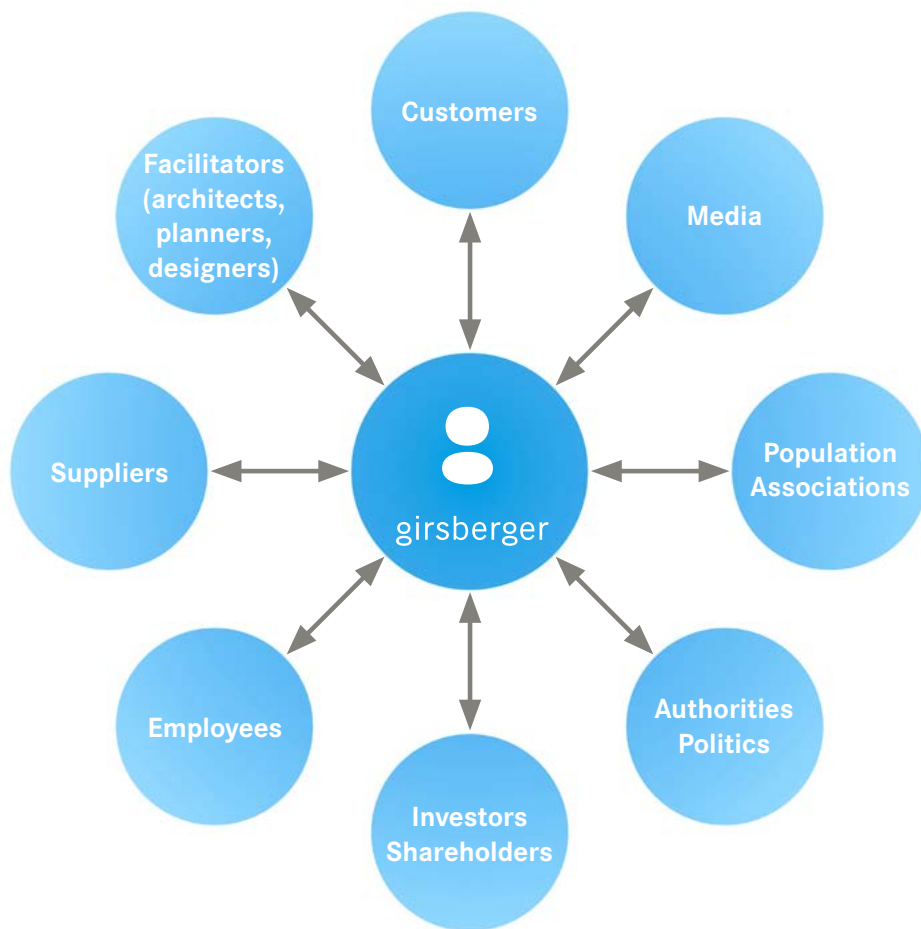 Customers
Facilitators
(architects,
planners,
designers)
Media
Suppliers
girsberger
Population
Associations
Employees
Authorities
Politics
Investors
Shareholders